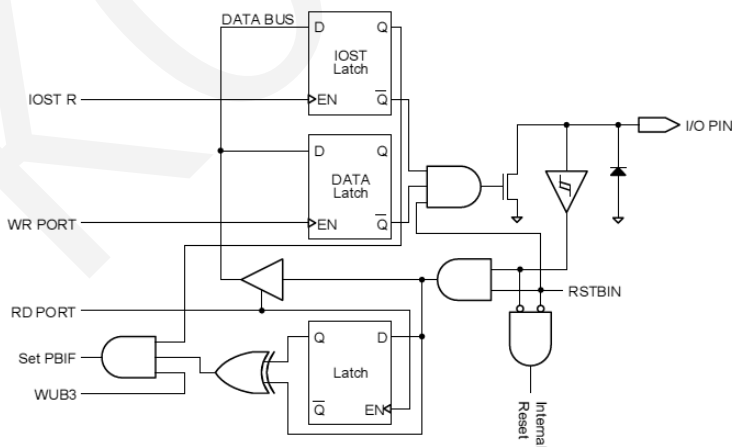 DATA BUS
D
Q
IOST
Latch
IOST R
EN
Q
I/O PIN
D
Q
DATA
Latch
WR PORT
EN
Q
RSTBIN
RD PORT
Q
D
Set PBIF
Latch
WUB3
Q
EN
Internal
Reset